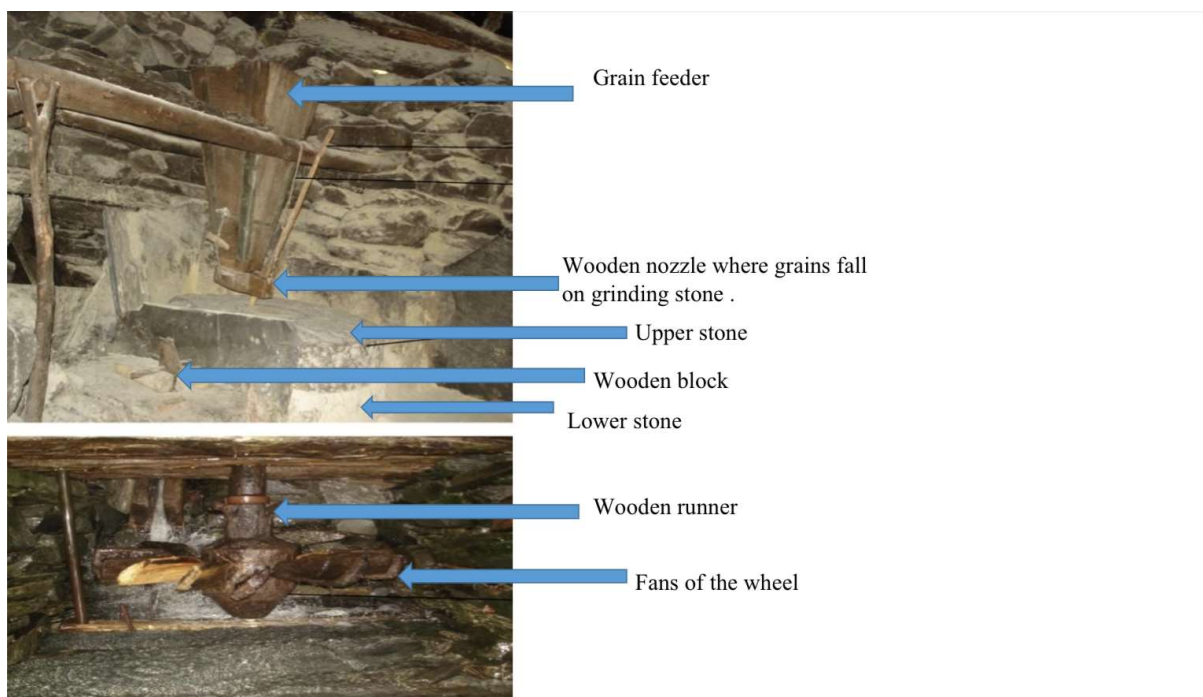 Grain feeder
Wooden nozzle where grains fall
on grinding stone .
Upper stone
Wooden block
Lower stone
Wooden runner
Fans of the wheel